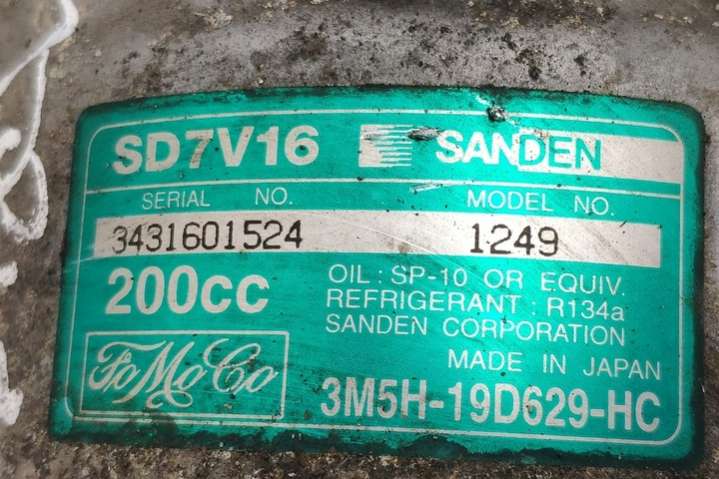 SD7V16 SANDEN
SERIAL NO. MODEL NO.
3431601524 1249
200cc
OIL : SP-10 OR EQUIV.
REFRIGERANT : R134a
SANDEN CORPORATION
MADE IN JAPAN
FoMoCo
3M5H-19D629-HC